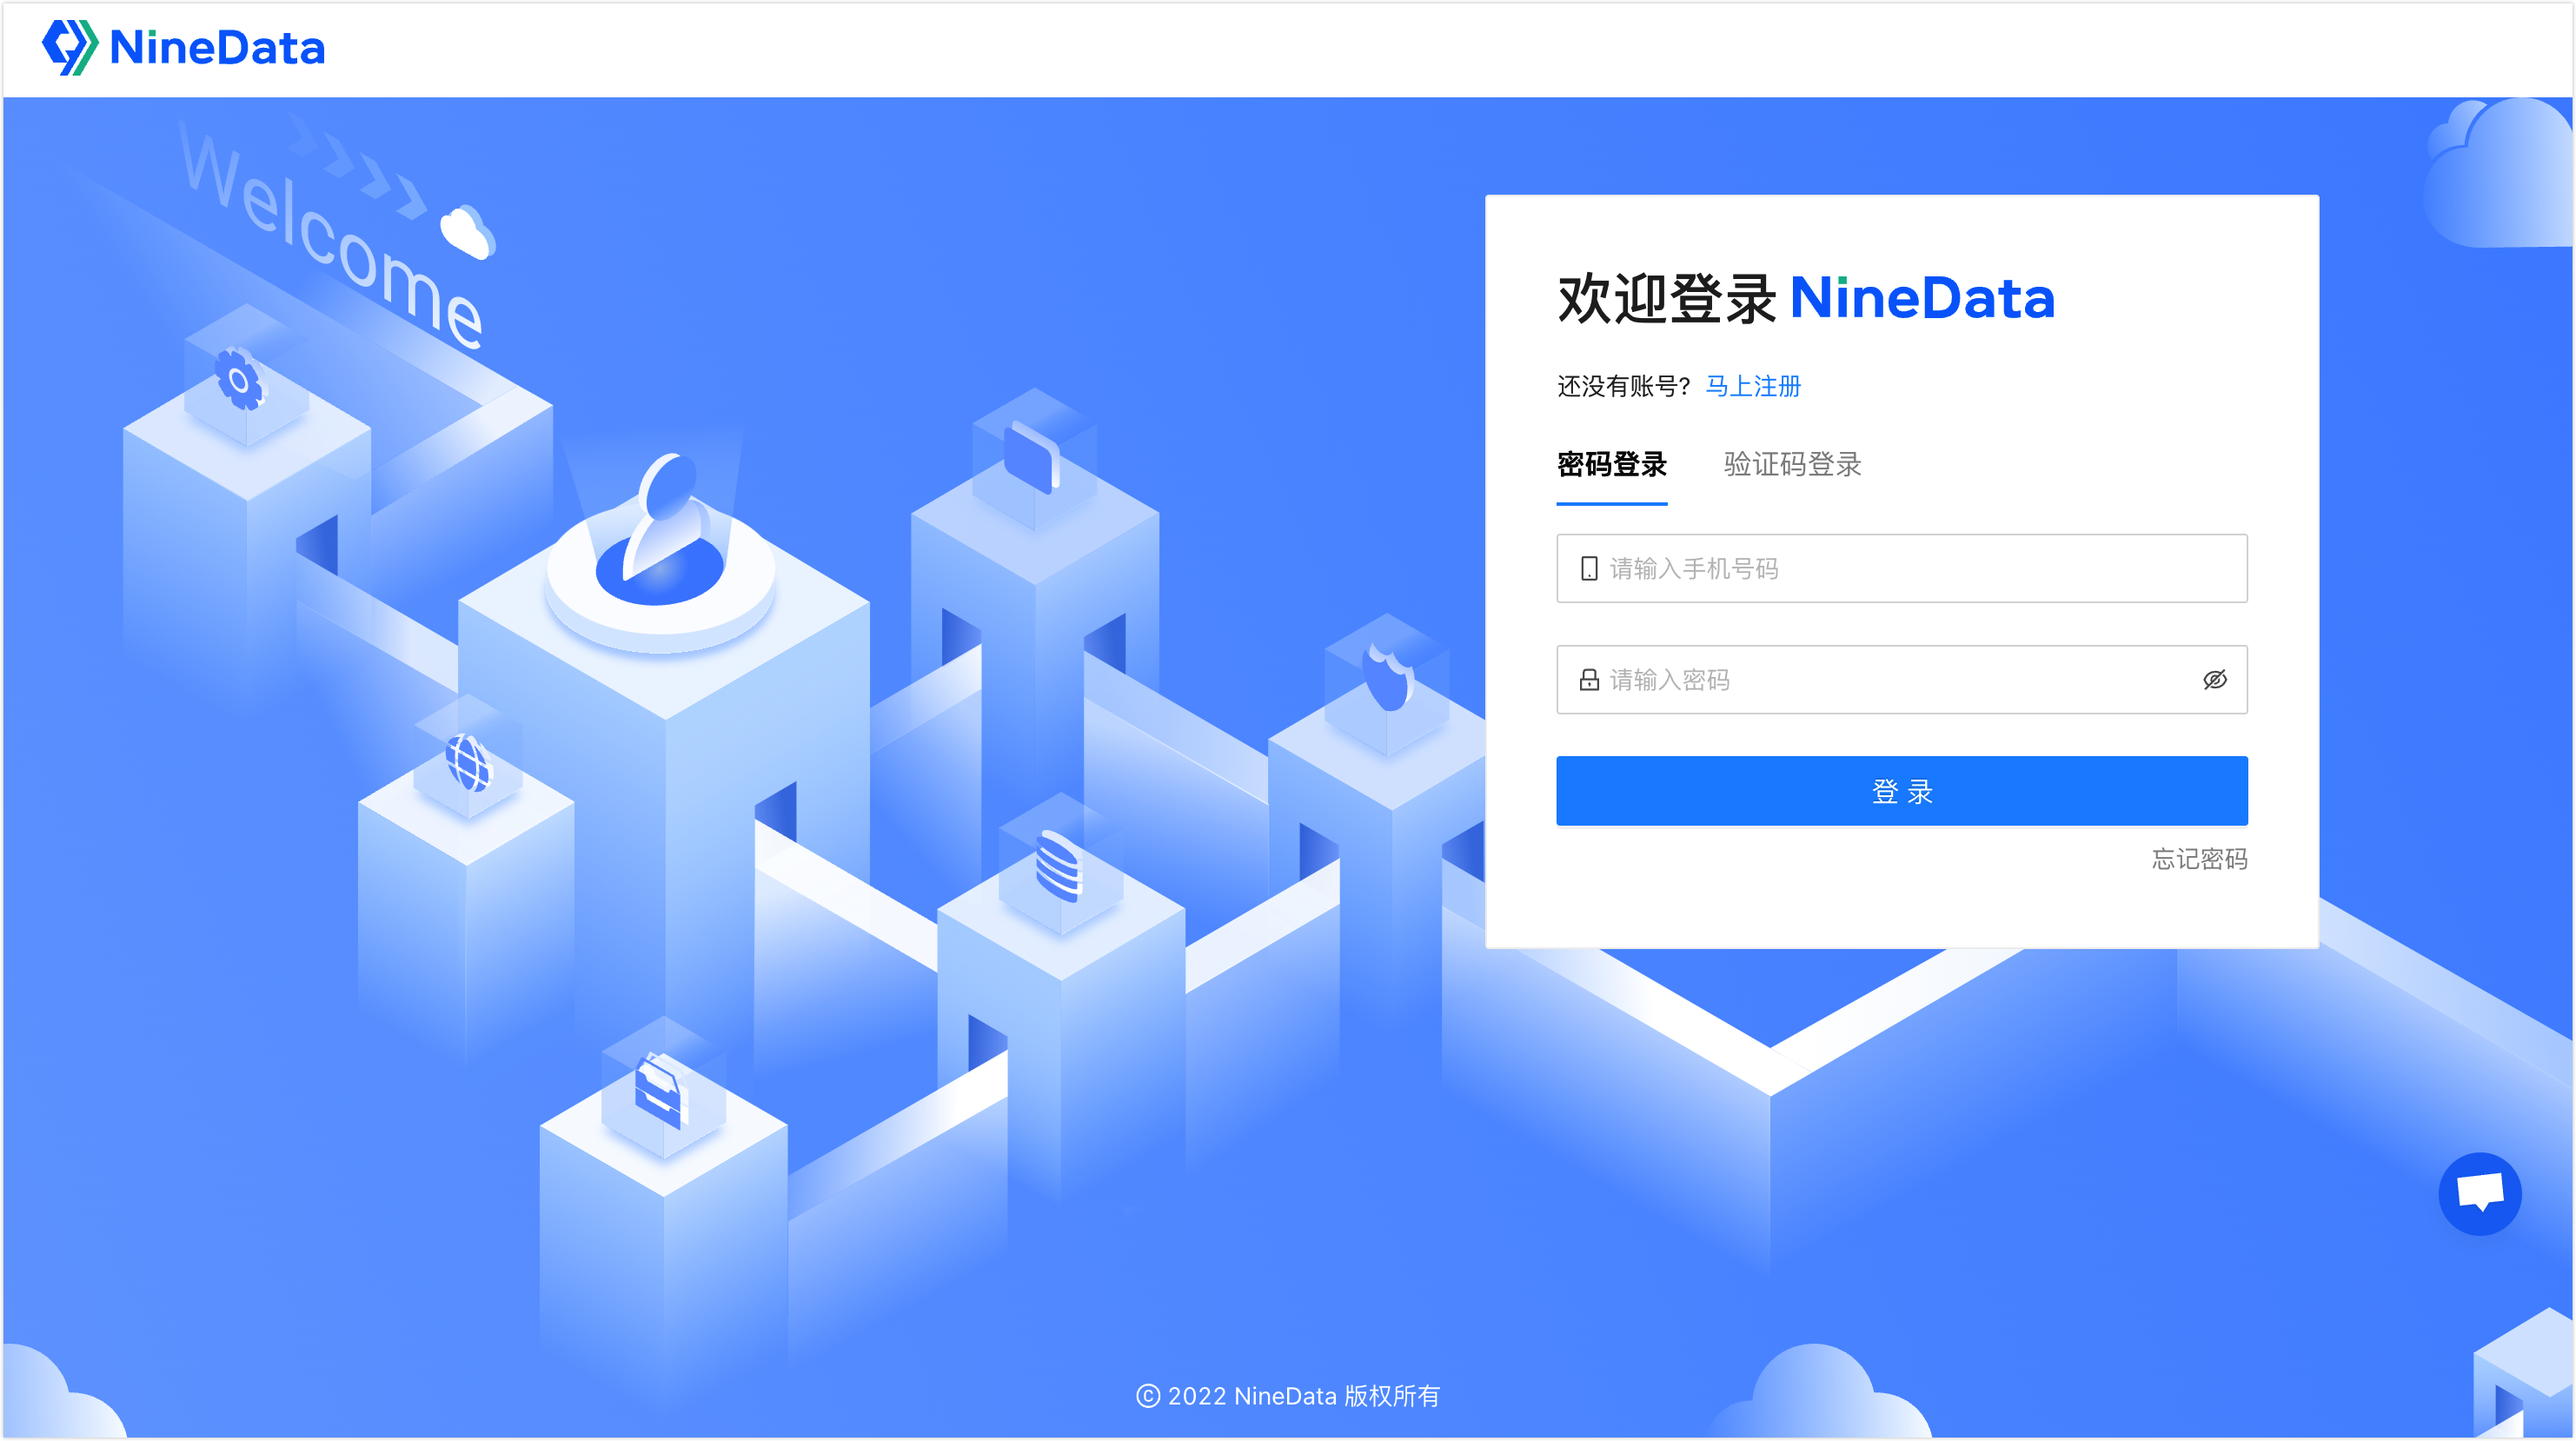 NineData
Welcome
欢迎登录 NineData
还没有账号? 马上注册
密码登录 验证码登录
请输入手机号码
请输入密码
登 录
忘记密码
© 2022 NineData 版权所有